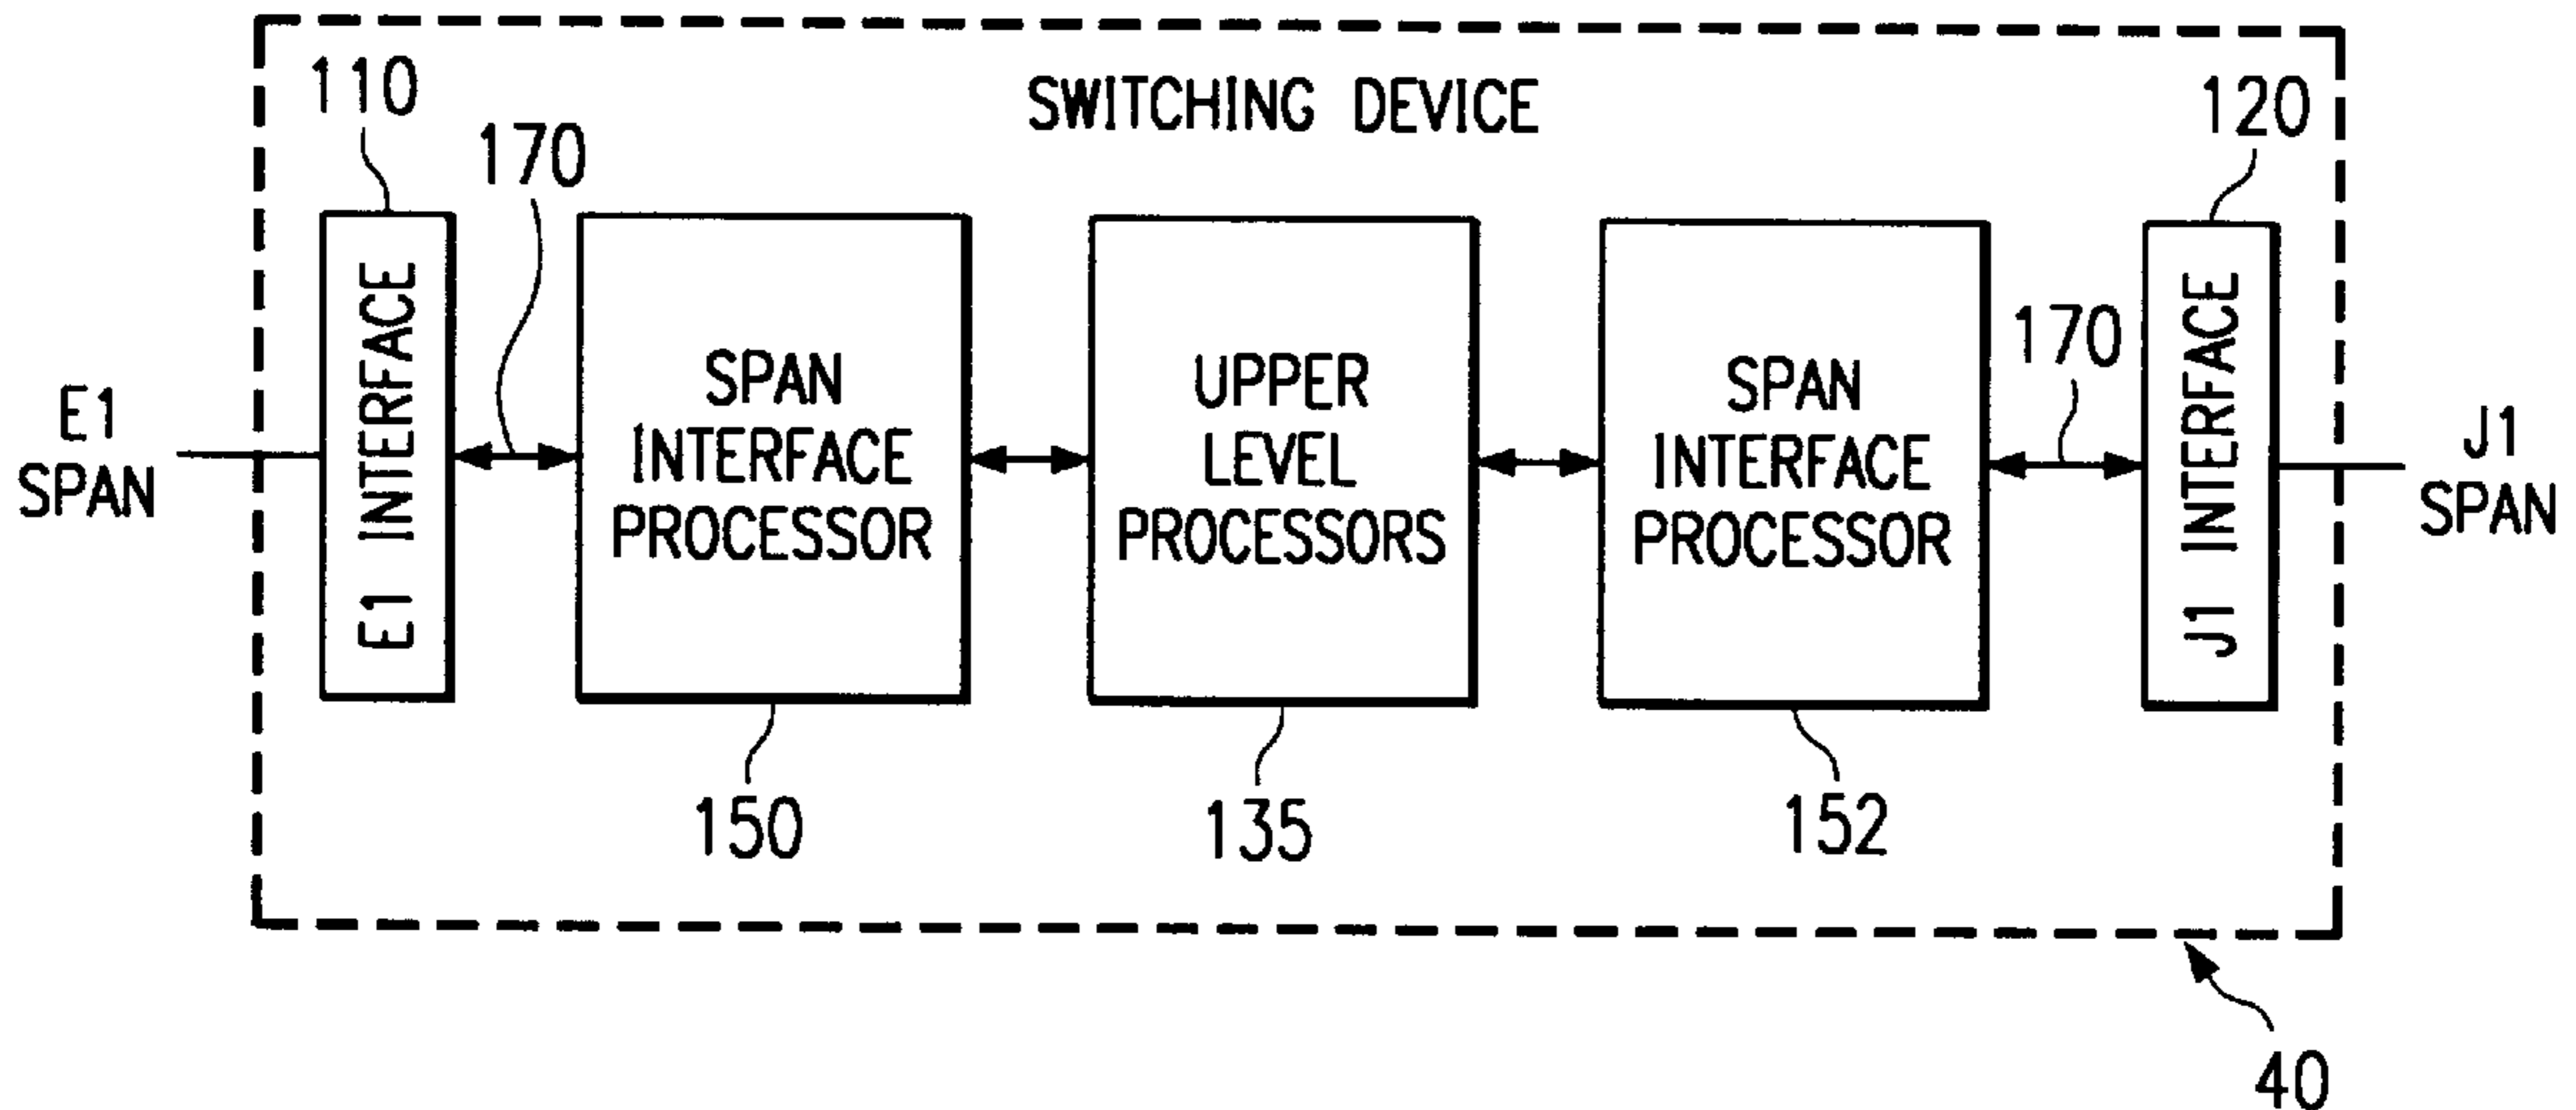 SWITCHING DEVICE
110
170
120
E1
SPAN
E1 INTERFACE
SPAN
INTERFACE
PROCESSOR
UPPER
LEVEL
PROCESSORS
SPAN
INTERFACE
PROCESSOR
170
J1 INTERFACE
J1
SPAN
150
135
152
40